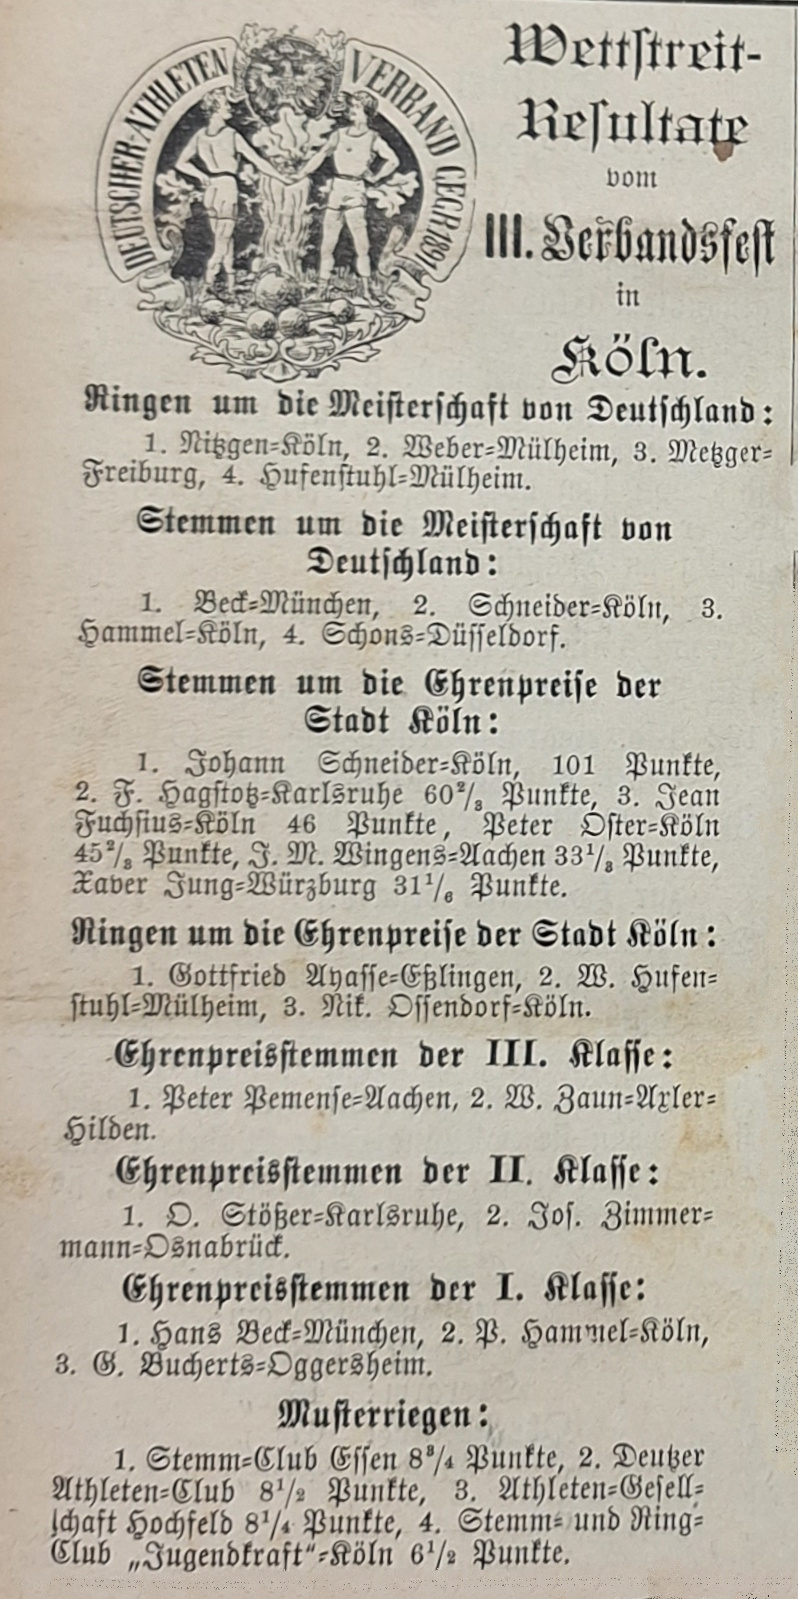 DEUTSCHER-ATHLETEN VERBAND GEGR. 1891
Wettstreit-
Resultate
vom
III. Verbandsfest
in
Köln.
Ringen um die Meisterschaft von Deutschland:
1. Nitzgen=Köln, 2. Weber=Mülheim, 3. Metzger=
Freiburg, 4. Hufenstuhl=Mülheim.
Stemmen um die Meisterschaft von
Deutschland:
1. Beck=München, 2. Schneider=Köln, 3.
Hammel=Köln, 4. Schons=Düsseldorf.
Stemmen um die Ehrenpreise der
Stadt Köln:
1. Johann Schneider=Köln, 101 Punkte,
2. F. Hagstotz=Karlsruhe 60²/₃ Punkte, 3. Jean
Fuchsius=Köln 46 Punkte, Peter Oster=Köln
45²/₃ Punkte, J. M. Wingens=Aachen 33¹/₃ Punkte,
Xaver Jung=Würzburg 31¹/₆ Punkte.
Ringen um die Ehrenpreise der Stadt Köln:
1. Gottfried Ayasse=Eßlingen, 2. W. Hufen=
stuhl=Mülheim, 3. Nik. Ossendorf=Köln.
Ehrenpreisstemmen der III. Klasse:
1. Peter Pemense=Aachen, 2. W. Zaun=Axler=
Hilden.
Ehrenpreisstemmen der II. Klasse:
1. O. Stößer=Karlsruhe, 2. Jos. Zimmer=
mann=Osnabrück.
Ehrenpreisstemmen der I. Klasse:
1. Hans Beck=München, 2. P. Hammel=Köln,
3. G. Bucherts=Oggersheim.
Musterriegen:
1. Stemm=Club Essen 8³/₄ Punkte, 2. Deutzer
Athleten=Club 8¹/₂ Punkte, 3. Athleten=Gesell=
schaft Hochfeld 8¹/₄ Punkte, 4. Stemm= und Ring=
Club „Jugendkraft"=Köln 6¹/₂ Punkte.